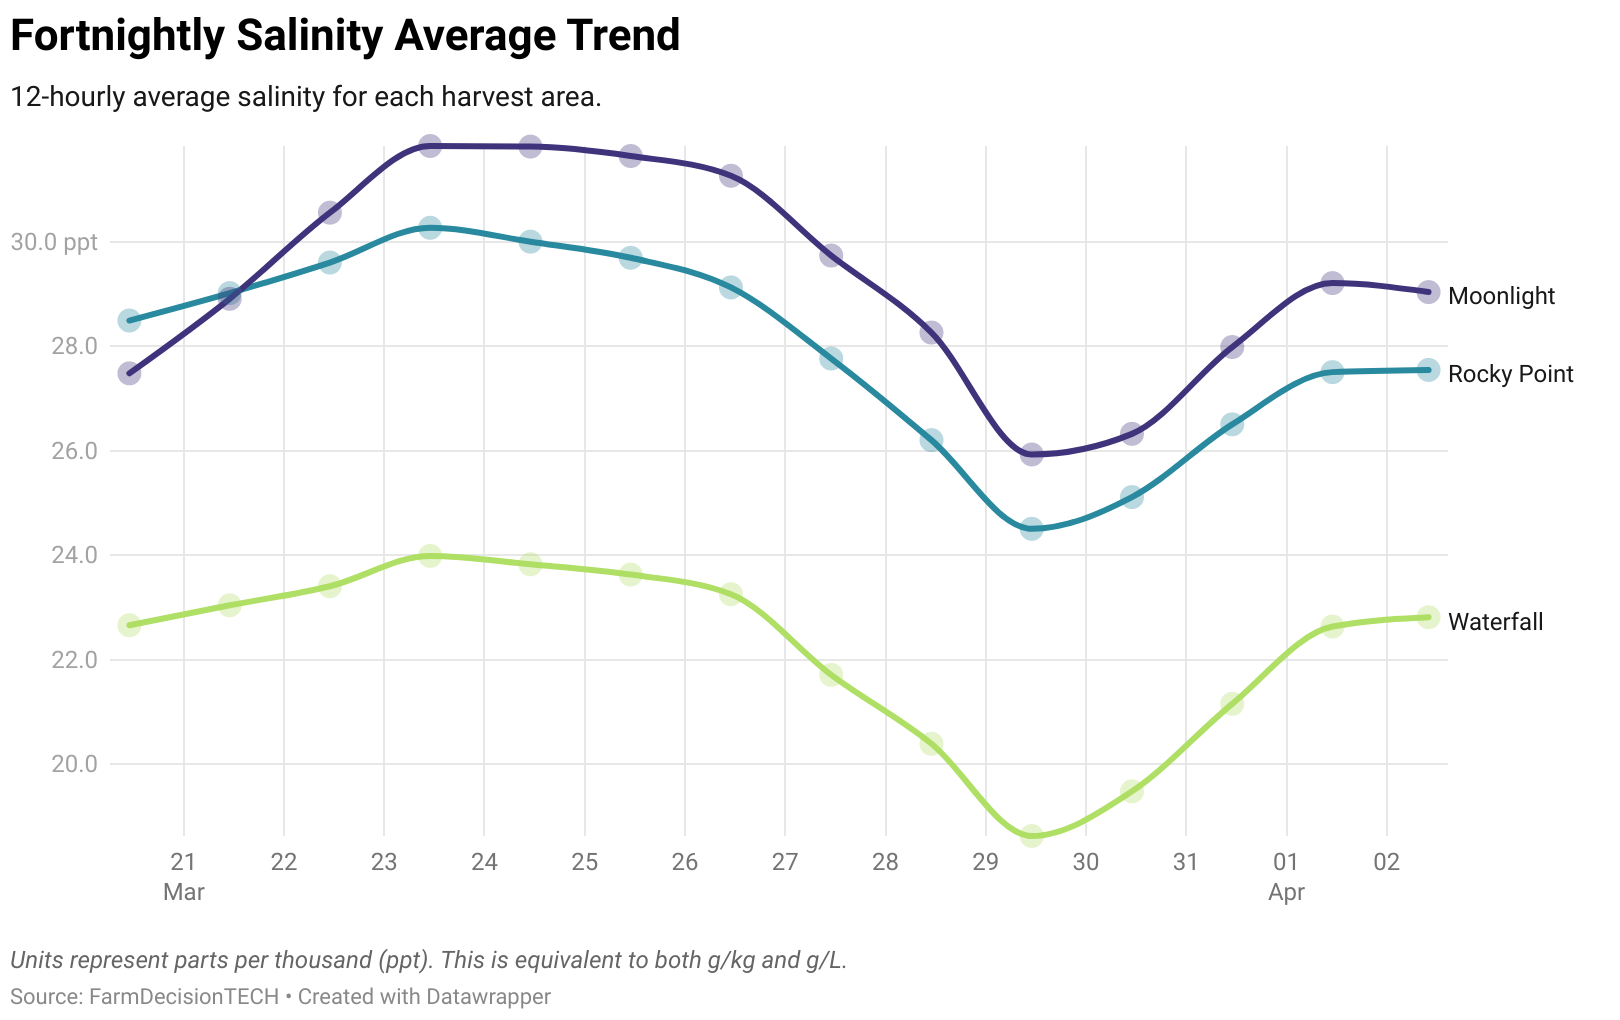 Fortnightly Salinity Average Trend
12-hourly average salinity for each harvest area.
30.0 ppt
28.0
26.0
24.0
22.0
20.0
Moonlight
Rocky Point
Waterfall
21 22 23 24 25 26 27 28 29 30 31 01 02
Mar Apr
Units represent parts per thousand (ppt). This is equivalent to both g/kg and g/L.
Source: FarmDecisionTECH • Created with Datawrapper